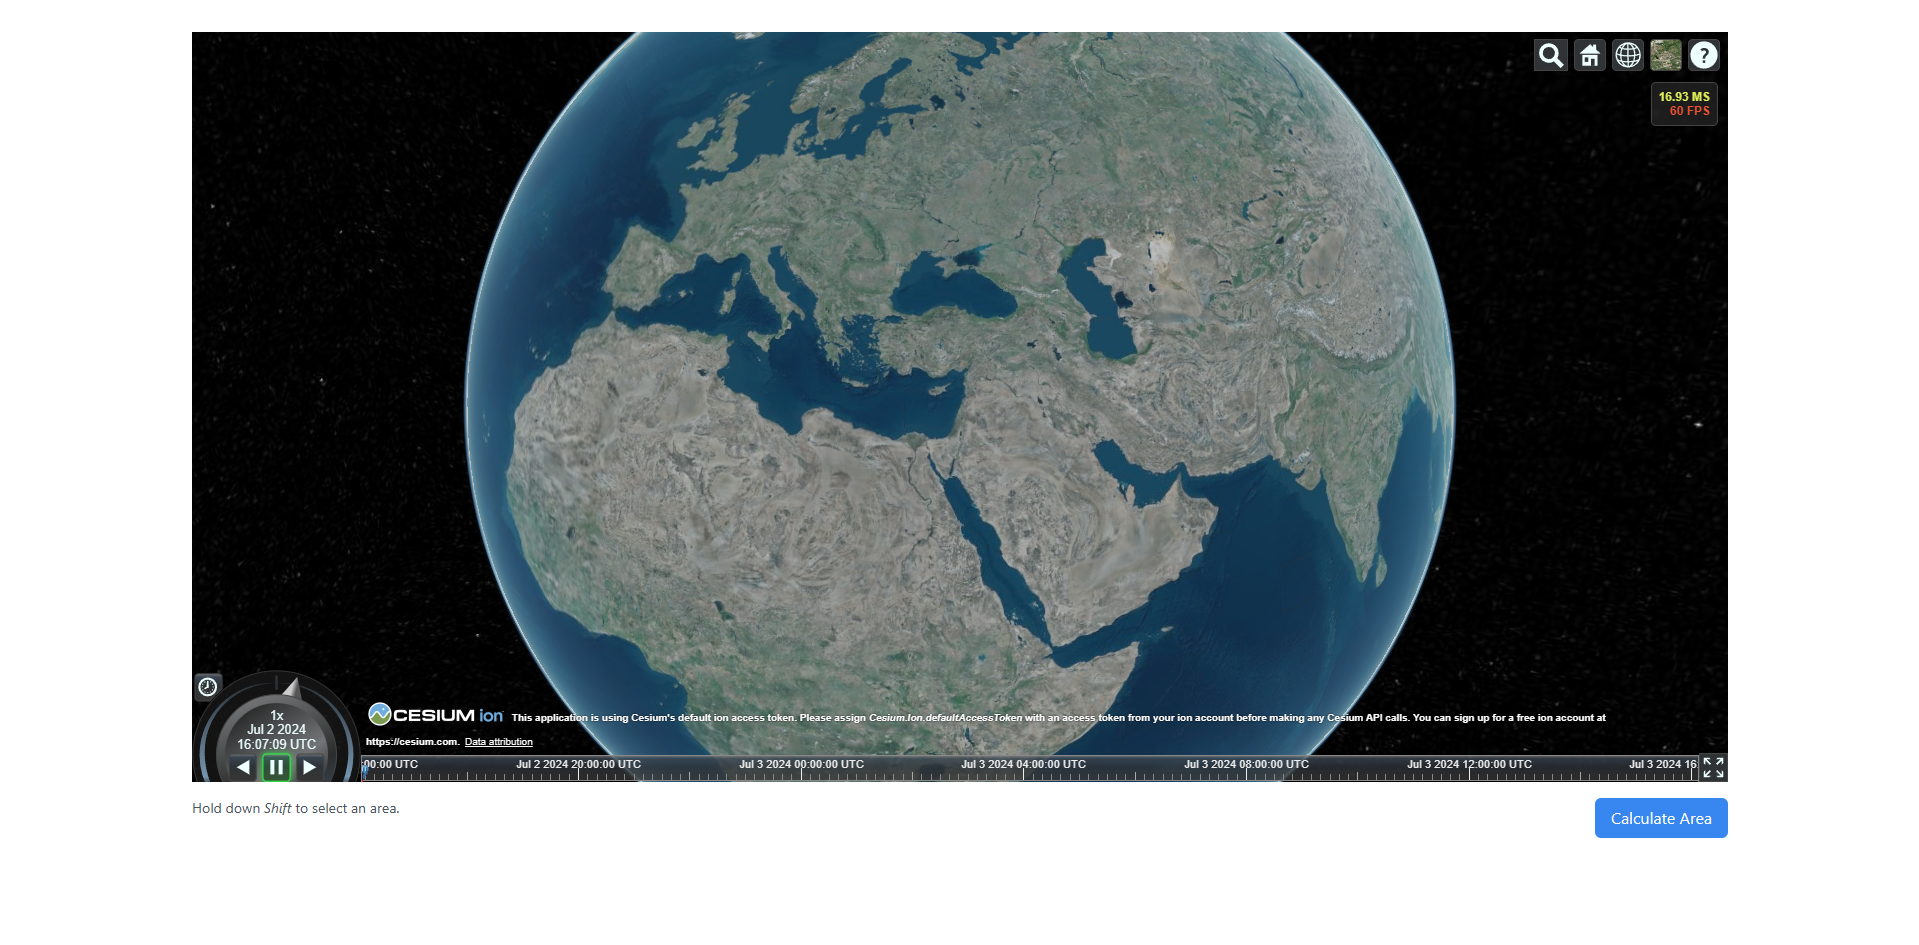 ?
16.93 MS
60 FPS
1x
Jul 2 2024
16:07:09 UTC
CESIUM ion This application is using Cesium's default ion access token. Please assign Cesium.Ion.defaultAccessToken with an access token from your ion account before making any Cesium API calls. You can sign up for a free ion account at
https://cesium.com. Data attribution
00:00 UTC Jul 2 2024 20:00:00 UTC Jul 3 2024 00:00:00 UTC Jul 3 2024 04:00:00 UTC Jul 3 2024 08:00:00 UTC Jul 3 2024 12:00:00 UTC Jul 3 2024 16
Hold down Shift to select an area.
Calculate Area